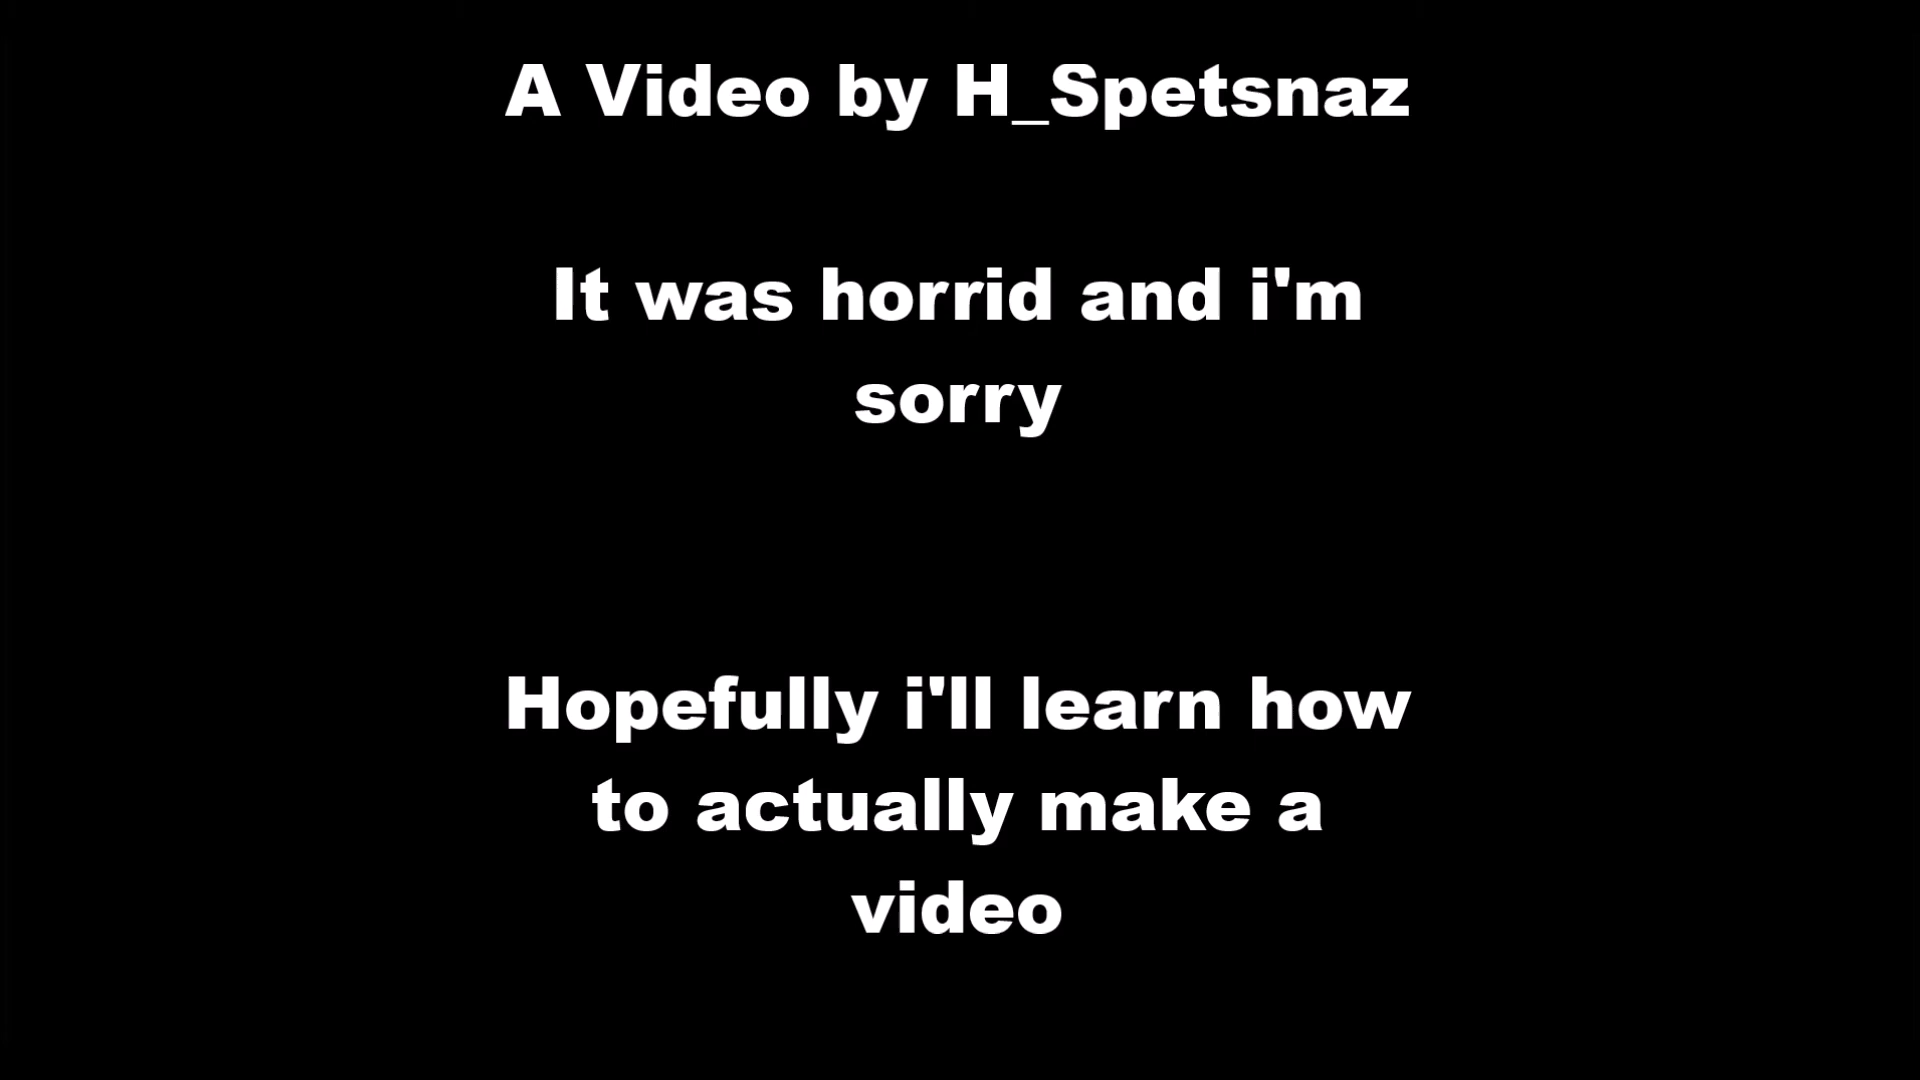 A Video by H_Spetsnaz
It was horrid and i'm
sorry
Hopefully i'll learn how
to actually make a
video